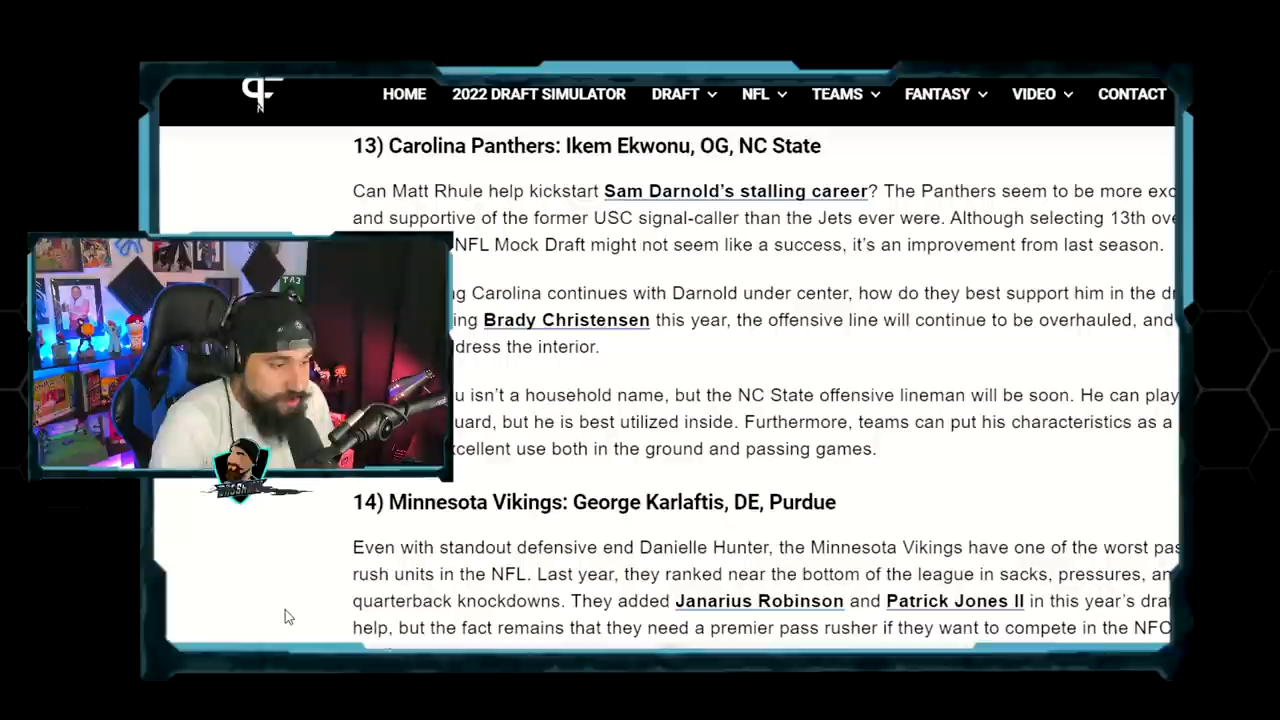 HOME 2022 DRAFT SIMULATOR DRAFT NFL TEAMS FANTASY VIDEO CONTACT
13) Carolina Panthers: Ikem Ekwonu, OG, NC State
Can Matt Rhule help kickstart Sam Darnold’s stalling career? The Panthers seem to be more exc
and supportive of the former USC signal-caller than the Jets ever were. Although selecting 13th ove
NFL Mock Draft might not seem like a success, it’s an improvement from last season.
Carolina continues with Darnold under center, how do they best support him in the
Brady Christensen this year, the offensive line will continue to be overhauled, and
dress the interior.
isn’t a household name, but the NC State offensive lineman will be soon. He can play
uard, but he is best utilized inside. Furthermore, teams can put his characteristics as a
xcellent use both in the ground and passing games.
14) Minnesota Vikings: George Karlaftis, DE, Purdue
Even with standout defensive end Danielle Hunter, the Minnesota Vikings have one of the worst pas
rush units in the NFL. Last year, they ranked near the bottom of the league in sacks, pressures, an
quarterback knockdowns. They added Janarius Robinson and Patrick Jones II in this year’s draf
help, but the fact remains that they need a premier pass rusher if they want to compete in the NFC